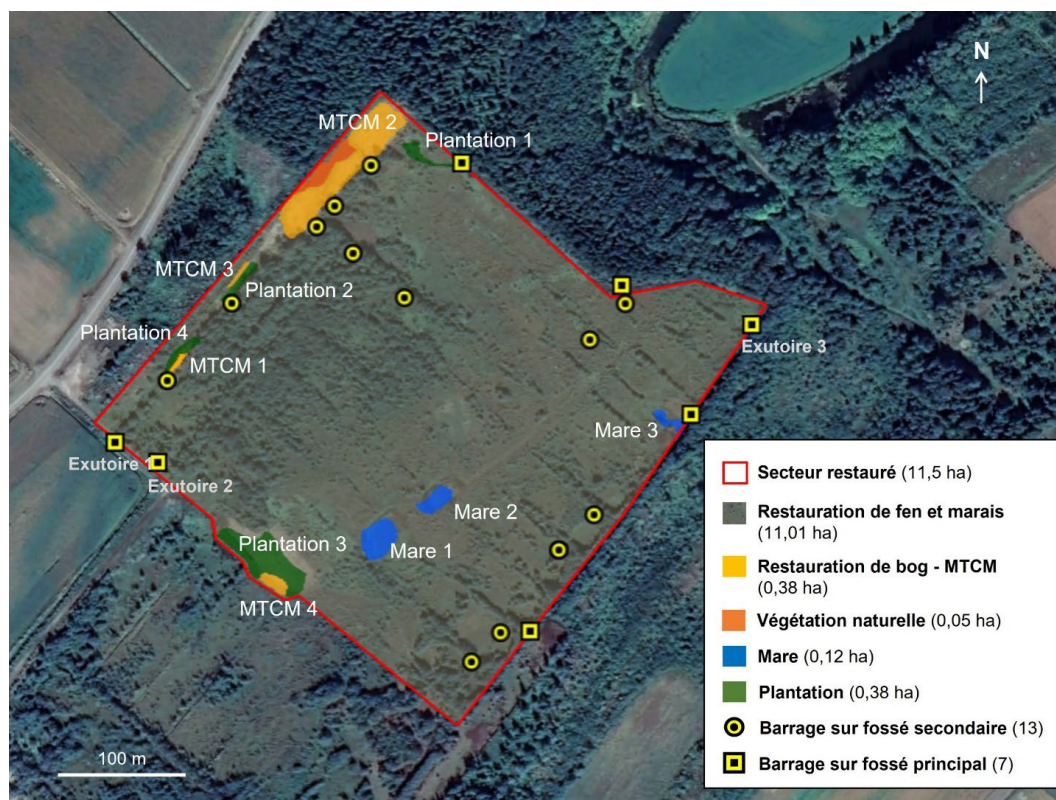 N
MTCM 2
Plantation 1
MTCM 3
Plantation 2
Plantation 4
MTCM 1
Exutoire 3
Mare 3
Exutoire 1
Exutoire 2
Mare 2
Plantation 3
Mare 1
MTCM 4
100 m
Secteur restauré (11,5 ha)
Restauration de fen et marais
(11,01 ha)
Restauration de bog - MTCM
(0,38 ha)
Végétation naturelle (0,05 ha)
Mare (0,12 ha)
Plantation (0,38 ha)
Barrage sur fossé secondaire (13)
Barrage sur fossé principal (7)